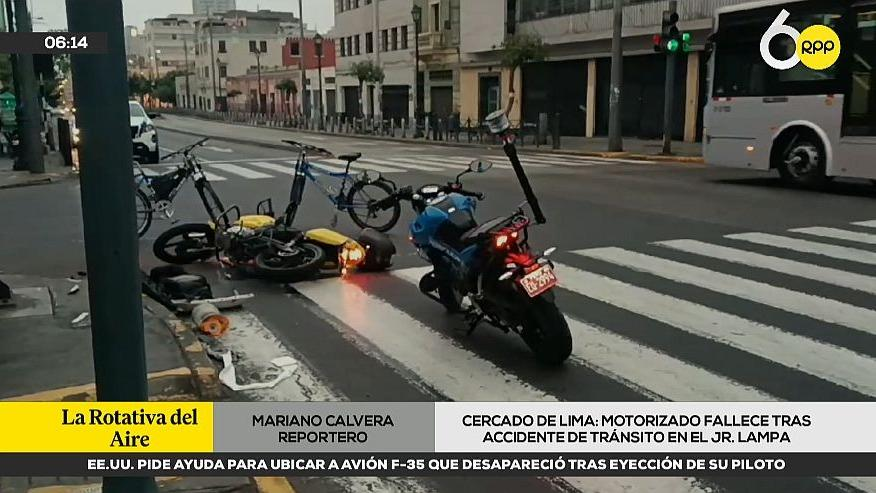 06:14
6 RPP
La Rotativa del
Aire
MARIANO CALVERA
REPORTERO
CERCADO DE LIMA: MOTORIZADO FALLECE TRAS
ACCIDENTE DE TRÁNSITO EN EL JR. LAMPA
EE.UU. PIDE AYUDA PARA UBICAR A AVIÓN F-35 QUE DESAPARECIÓ TRAS EYECCIÓN DE SU PILOTO